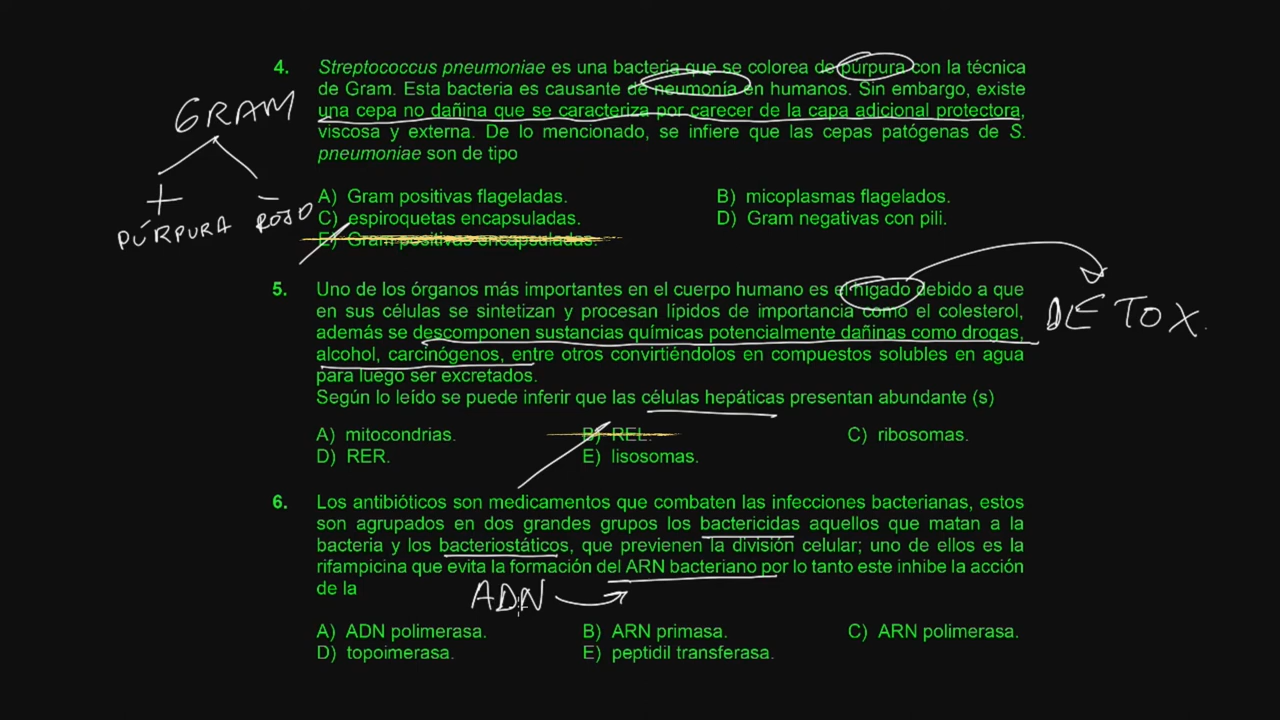 4. Streptococcus pneumoniae es una bacteria que se colorea de púrpura con la técnica
de Gram. Esta bacteria es causante de neumonía en humanos. Sin embargo, existe
una cepa no dañina que se caracteriza por carecer de la capa adicional protectora,
viscosa y externa. De lo mencionado, se infiere que las cepas patógenas de S.
pneumoniae son de tipo
GRAM
+ -
PÚRPURA ROJO
A) Gram positivas flageladas. B) micoplasmas flagelados.
C) espiroquetas encapsuladas. D) Gram negativas con pili.
E) Gram positivas encapsuladas.
5. Uno de los órganos más importantes en el cuerpo humano es el hígado debido a que
en sus células se sintetizan y procesan lípidos de importancia como el colesterol,
además se descomponen sustancias químicas potencialmente dañinas como drogas,
alcohol, carcinógenos, entre otros convirtiéndolos en compuestos solubles en agua
para luego ser excretados.
DETOX.
Según lo leído se puede inferir que las células hepáticas presentan abundante (s)
A) mitocondrias. B) REL. C) ribosomas.
D) RER. E) lisosomas.
6. Los antibióticos son medicamentos que combaten las infecciones bacterianas, estos
son agrupados en dos grandes grupos los bactericidas aquellos que matan a la
bacteria y los bacteriostáticos, que previenen la división celular; uno de ellos es la
rifampicina que evita la formación del ARN bacteriano por lo tanto este inhibe la acción
de la
ADN
A) ADN polimerasa. B) ARN primasa. C) ARN polimerasa.
D) topoimerasa. E) peptidil transferasa.